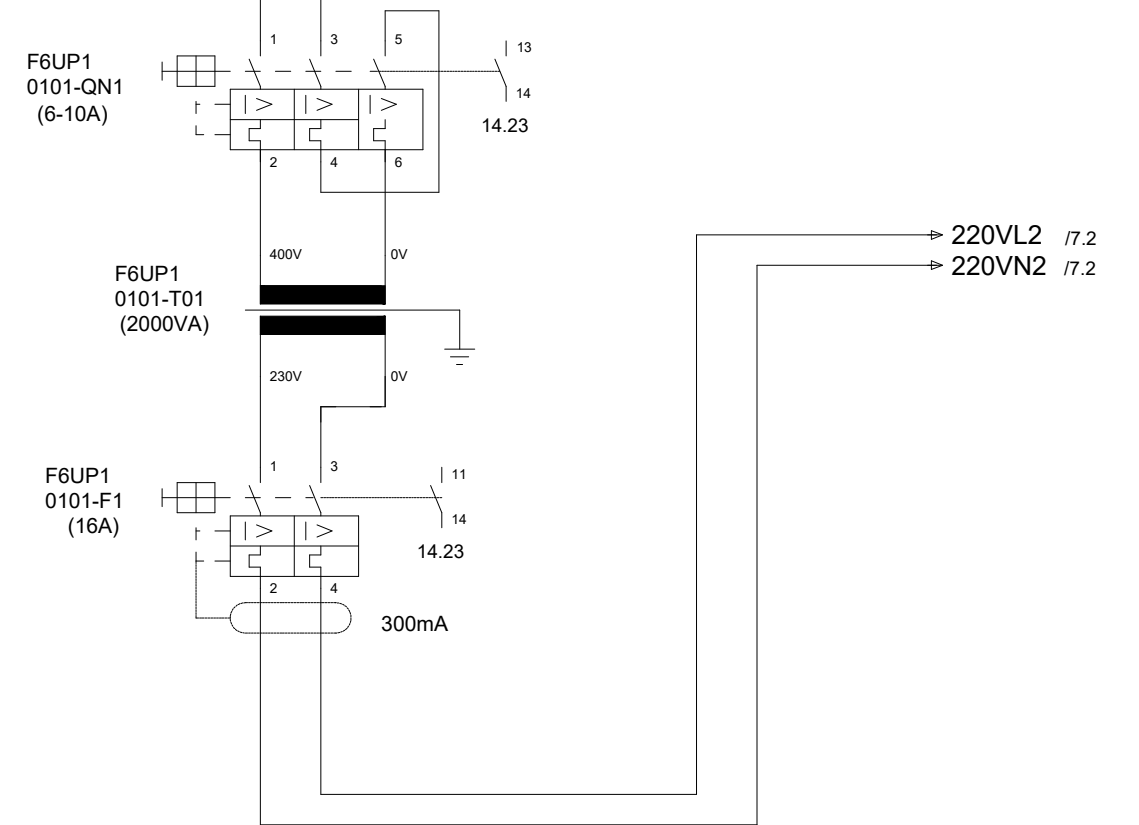 1 3 5
13
F6UP1
0101-QN1
(6-10A)
14
14.23
2 4 6
400V 0V
220VL2 /7.2
220VN2 /7.2
F6UP1
0101-T01
(2000VA)
230V 0V
1 3
11
F6UP1
0101-F1
(16A)
14
14.23
2 4
300mA